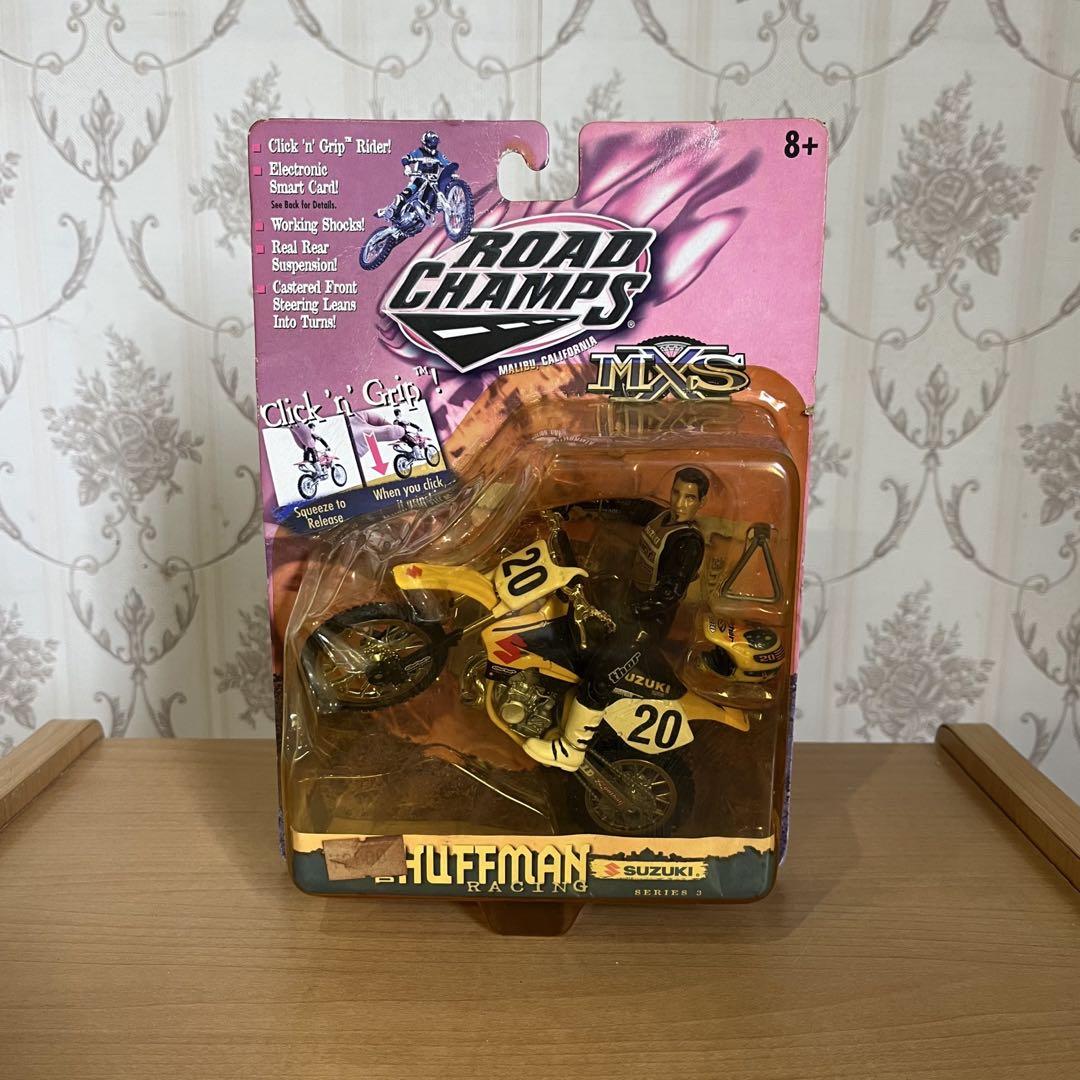 Click 'n' Grip™ Rider!
Electronic
Smart Card!
See Back for Details.
Working Shocks!
Real Rear
Suspension!
Castered Front
Steering Leans
Into Turns!
8+
ROAD
CHAMPS®
MALIBU, CALIFORNIA
MXS
Click 'n' Grip™!
Squeeze to
Release
When you click,
20
thor
UZUKI
20
20
HUFFMAN
RACING
SUZUKI®
SERIES 3